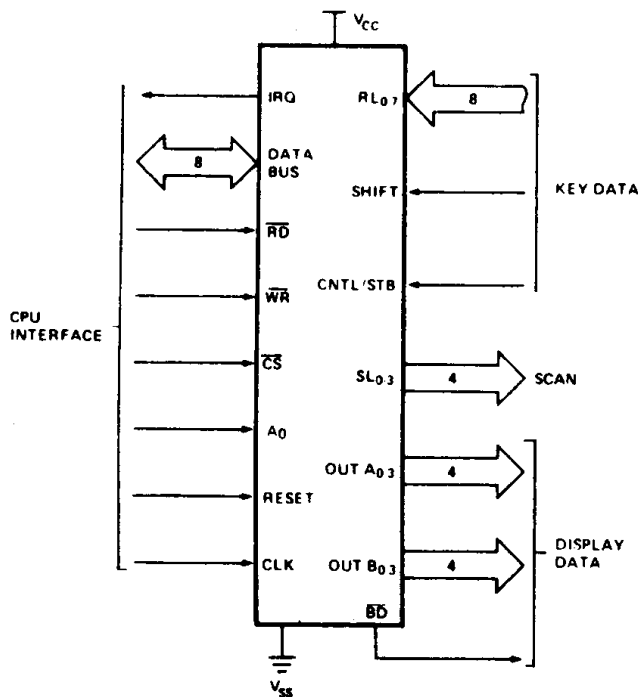 VCC
IRQ
RL0-7
8
8
DATA
BUS
SHIFT
KEY DATA
RD
CNTL/STB
WR
CPU
INTERFACE
CS
SL0-3
4
SCAN
A0
OUT A0-3
4
RESET
CLK
OUT B0-3
4
DISPLAY
DATA
BD
VSS